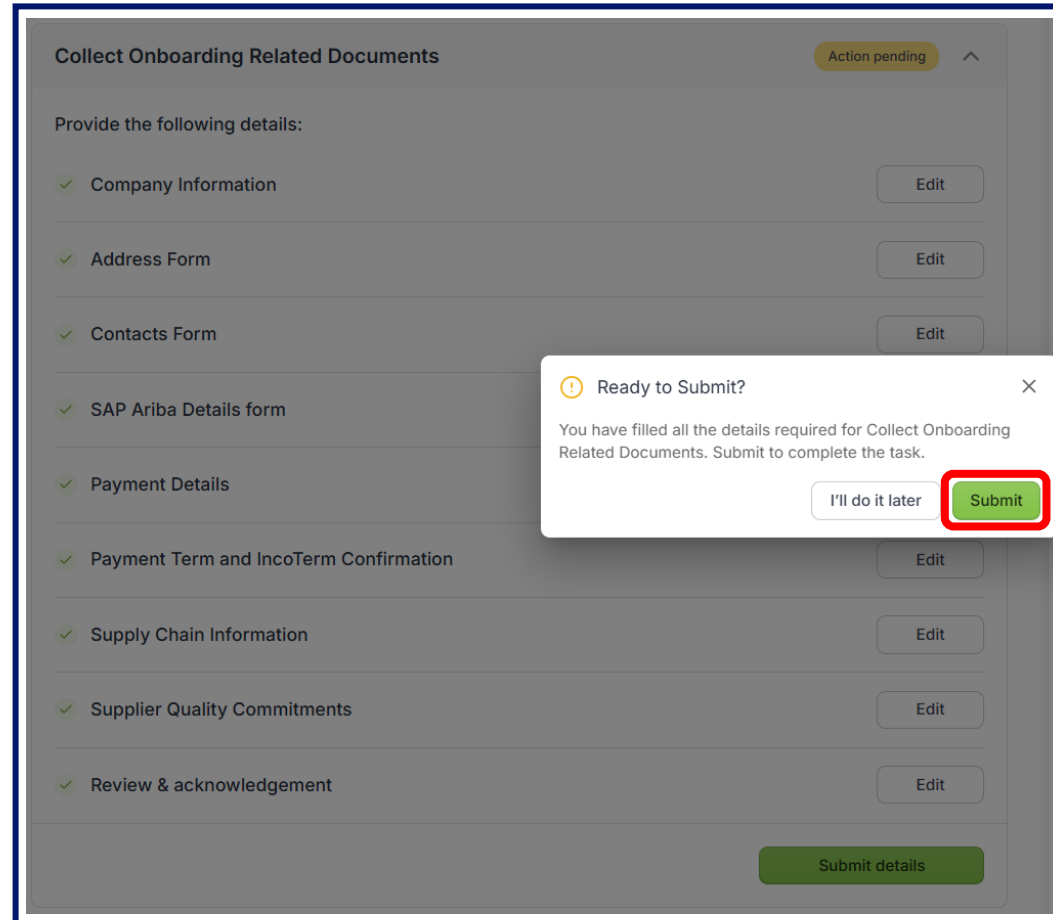 Collect Onboarding Related Documents
Action pending
Provide the following details:
Company Information
Edit
Address Form
Edit
Contacts Form
Edit
SAP Ariba Details form
Payment Details
Ready to Submit?
You have filled all the details required for Collect Onboarding
Related Documents. Submit to complete the task.
I'll do it later
Submit
Payment Term and IncoTerm Confirmation
Edit
Supply Chain Information
Edit
Supplier Quality Commitments
Edit
Review & acknowledgement
Edit
Submit details